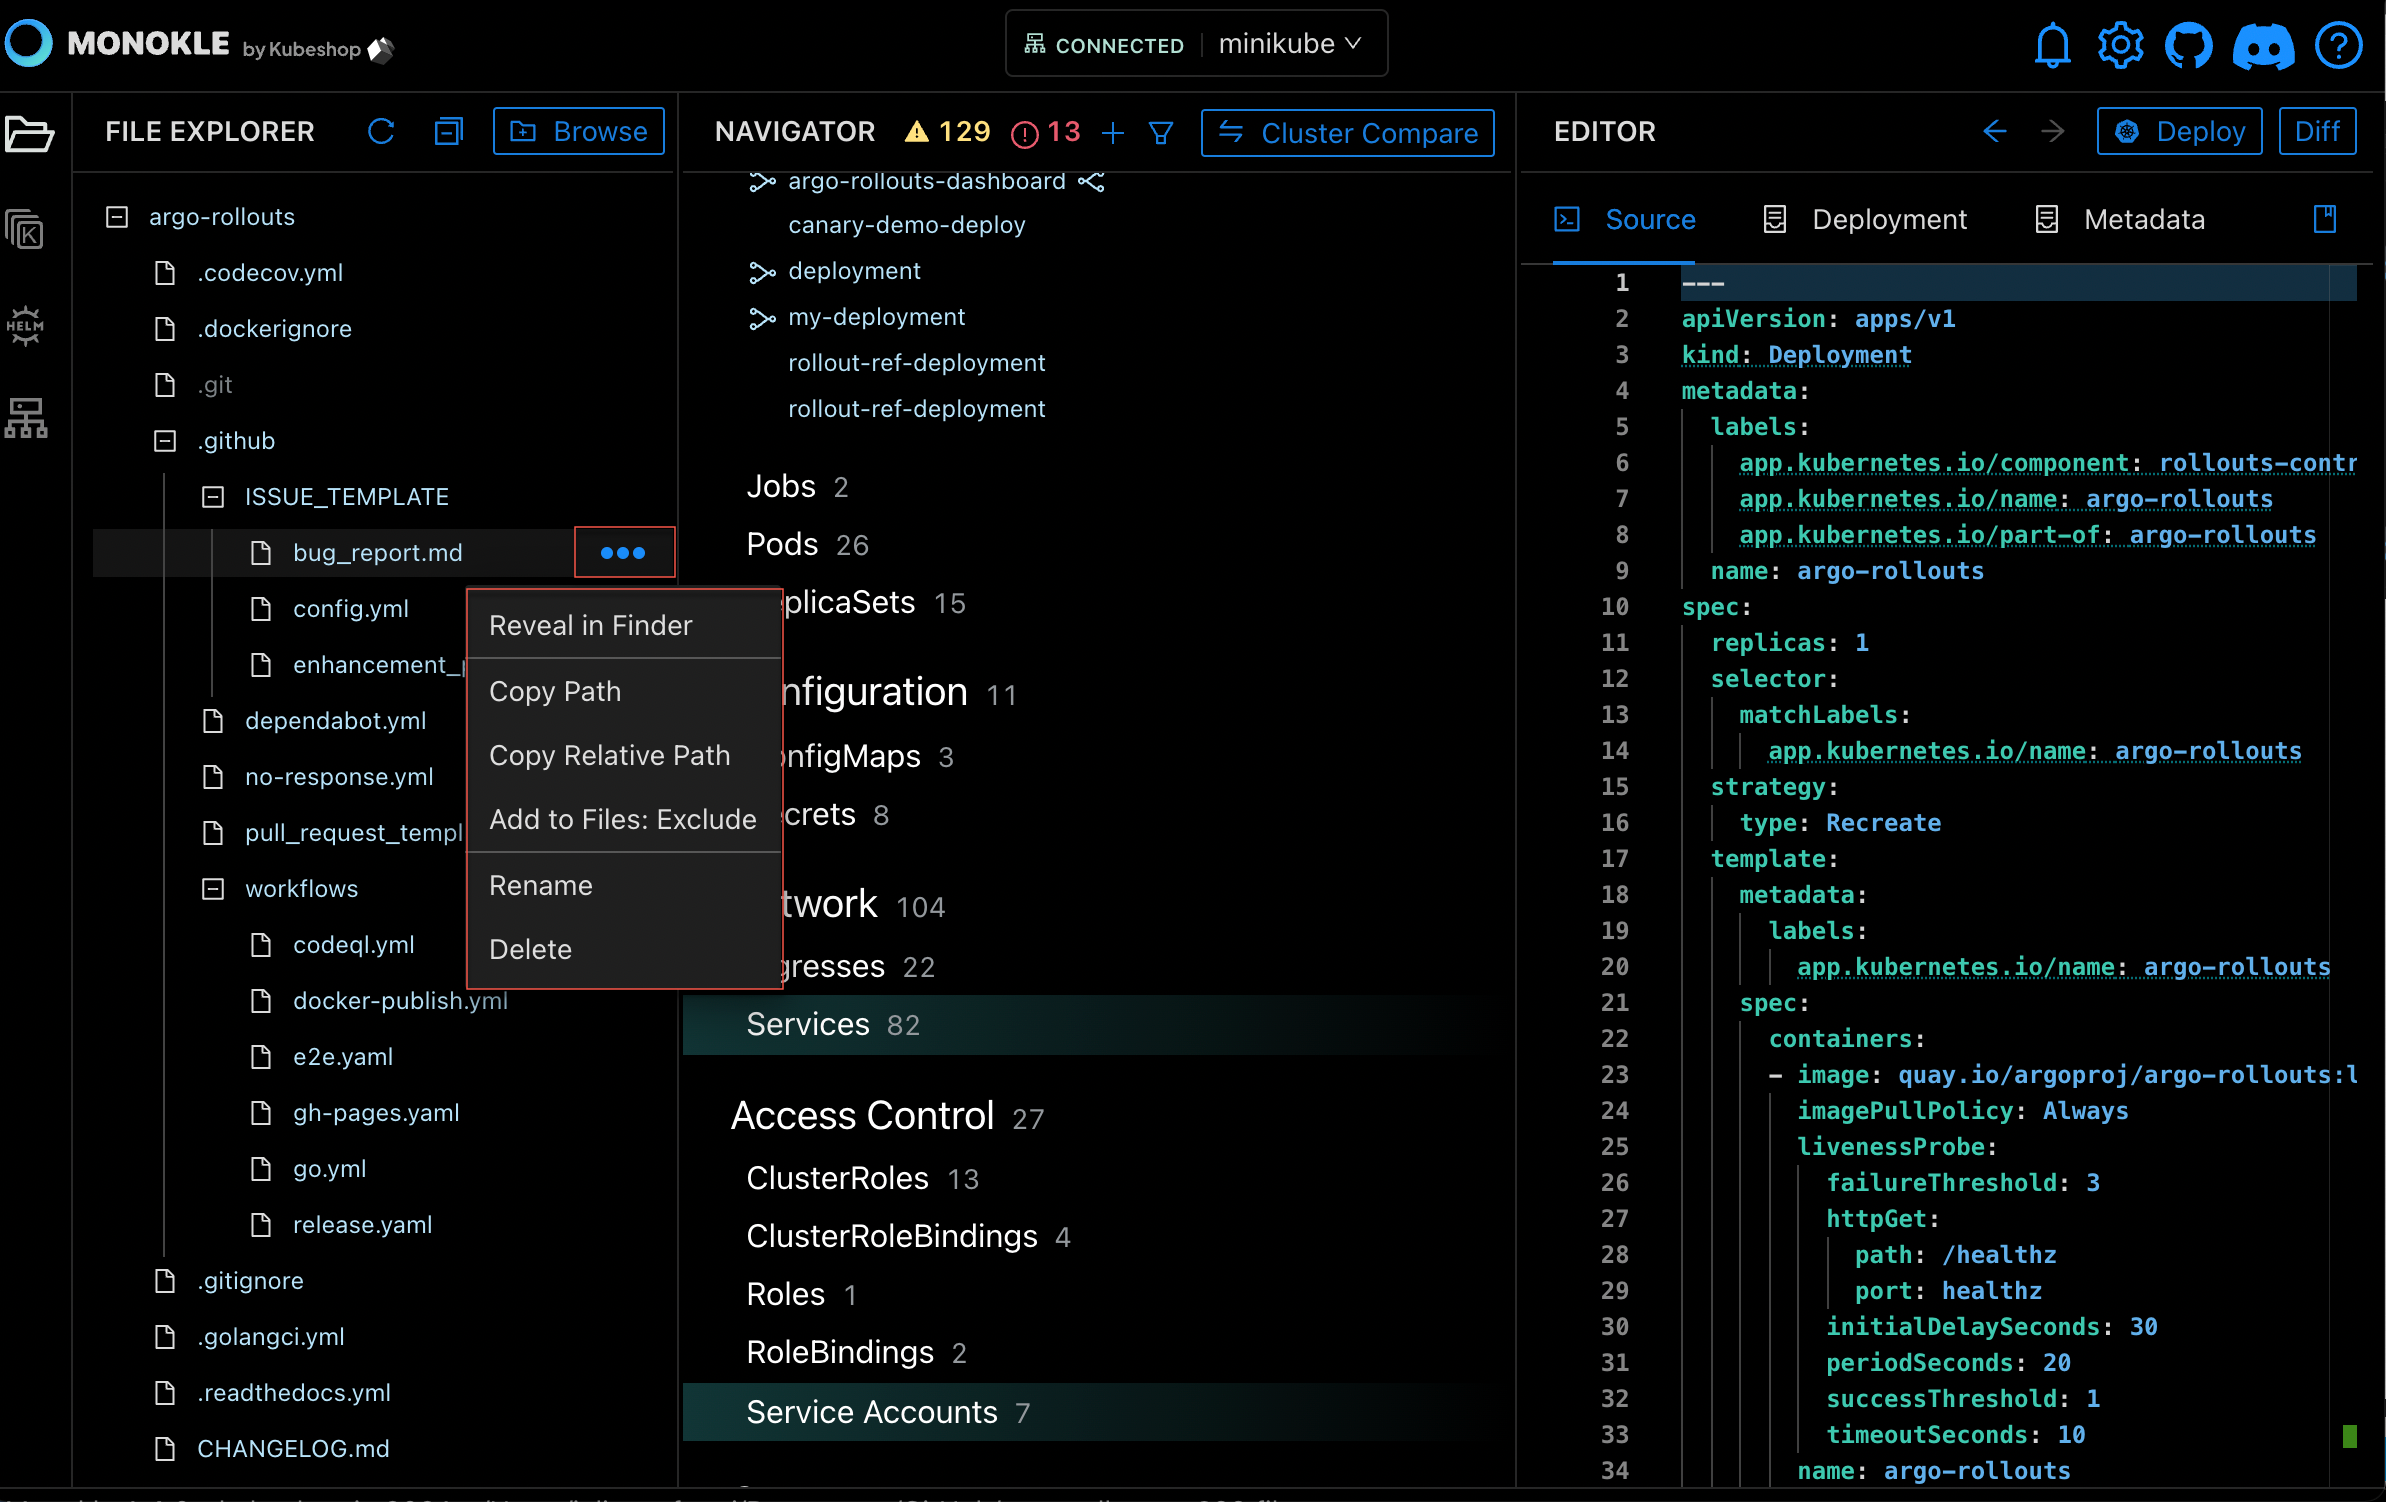 MONOKLE by Kubeshop
CONNECTED minikube
FILE EXPLORER
Browse
argo-rollouts
.codecov.yml
.dockerignore
.git
.github
ISSUE_TEMPLATE
bug_report.md
config.yml
enhancement_
dependabot.yml
no-response.yml
pull_request_templ
workflows
codeql.yml
docker-publish.yml
e2e.yaml
gh-pages.yaml
go.yml
release.yaml
.gitignore
.golangci.yml
.readthedocs.yml
CHANGELOG.md
Reveal in Finder
Copy Path
Copy Relative Path
Add to Files: Exclude
Rename
Delete
HELM
NAVIGATOR 129 13
Cluster Compare
argo-rollouts-dashboard
canary-demo-deploy
deployment
my-deployment
rollout-ref-deployment
rollout-ref-deployment
Jobs 2
Pods 26
plicaSets 15
nfiguration 11
nfigMaps 3
crets 8
twork 104
gresses 22
Services 82
Access Control 27
ClusterRoles 13
ClusterRoleBindings 4
Roles 1
RoleBindings 2
Service Accounts 7
EDITOR
Deploy
Diff
Source Deployment Metadata
1 ---
2 apiVersion: apps/v1
3 kind: Deployment
4 metadata:
5 labels:
6 app.kubernetes.io/component: rollouts-contr
7 app.kubernetes.io/name: argo-rollouts
8 app.kubernetes.io/part-of: argo-rollouts
9 name: argo-rollouts
10 spec:
11 replicas: 1
12 selector:
13 matchLabels:
14 app.kubernetes.io/name: argo-rollouts
15 strategy:
16 type: Recreate
17 template:
18 metadata:
19 labels:
20 app.kubernetes.io/name: argo-rollouts
21 spec:
22 containers:
23 - image: quay.io/argoproj/argo-rollouts:l
24 imagePullPolicy: Always
25 livenessProbe:
26 failureThreshold: 3
27 httpGet:
28 path: /healthz
29 port: healthz
30 initialDelaySeconds: 30
31 periodSeconds: 20
32 successThreshold: 1
33 timeoutSeconds: 10
34 name: argo-rollouts